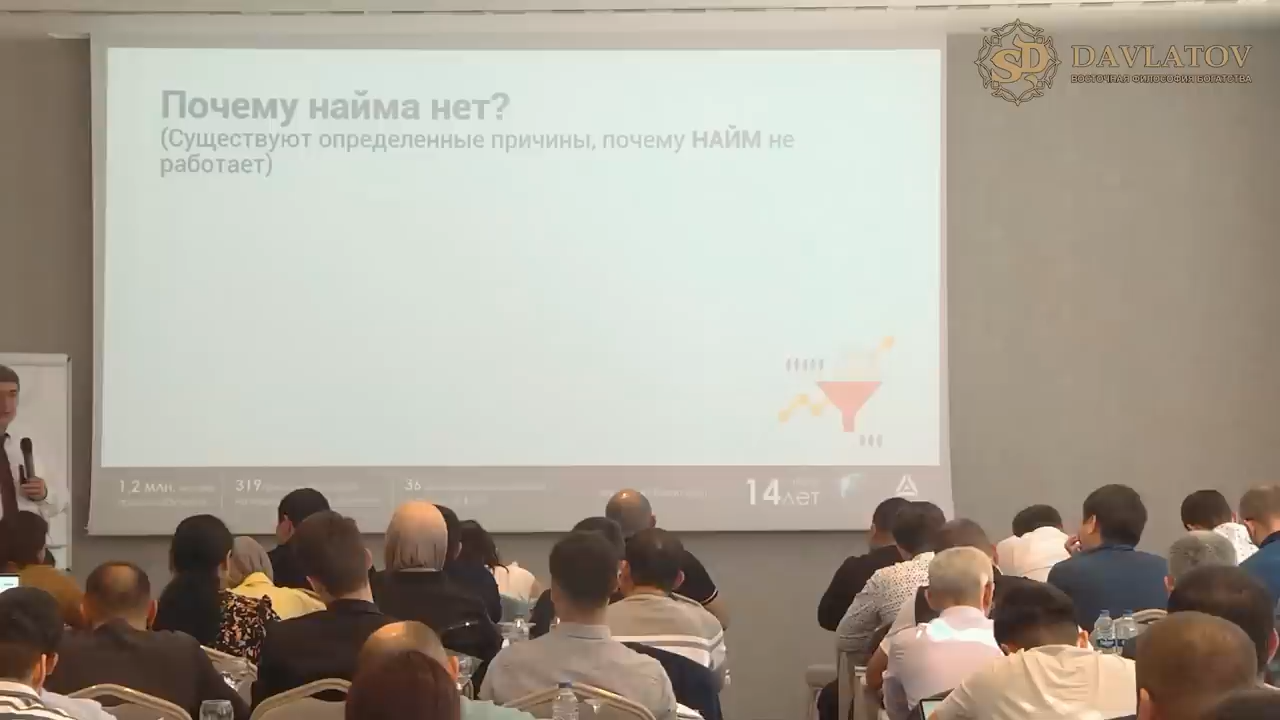 DAVLATOV
ВОСТОЧНАЯ ФИЛОСОФИЯ БОГАТСТВА
Почему найма нет?
(Существуют определенные причины, почему НАЙМ не
работает)
1,2 млн.
319
36
14 лет